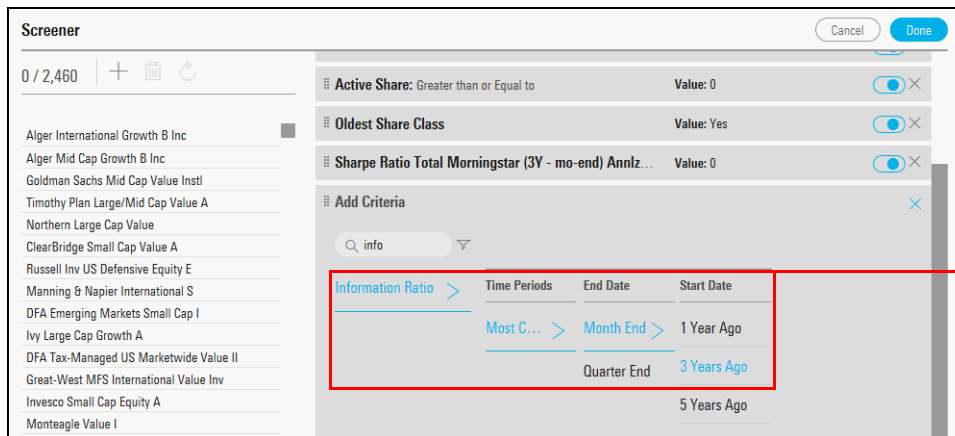 Screener
Cancel
Done
0 / 2,460
Alger International Growth B Inc
Alger Mid Cap Growth B Inc
Goldman Sachs Mid Cap Value Instl
Timothy Plan Large/Mid Cap Value A
Northern Large Cap Value
ClearBridge Small Cap Value A
Russell Inv US Defensive Equity E
Manning & Napier International S
DFA Emerging Markets Small Cap I
Ivy Large Cap Growth A
DFA Tax-Managed US Marketwide Value II
Great-West MFS International Value Inv
Invesco Small Cap Equity A
Monteagle Value I
Active Share: Greater than or Equal to Value: 0
Oldest Share Class Value: Yes
Sharpe Ratio Total Morningstar (3Y - mo-end) Annlz... Value: 0
Add Criteria
info
Information Ratio
Time Periods End Date Start Date
Most C... Month End 1 Year Ago
Quarter End 3 Years Ago
5 Years Ago